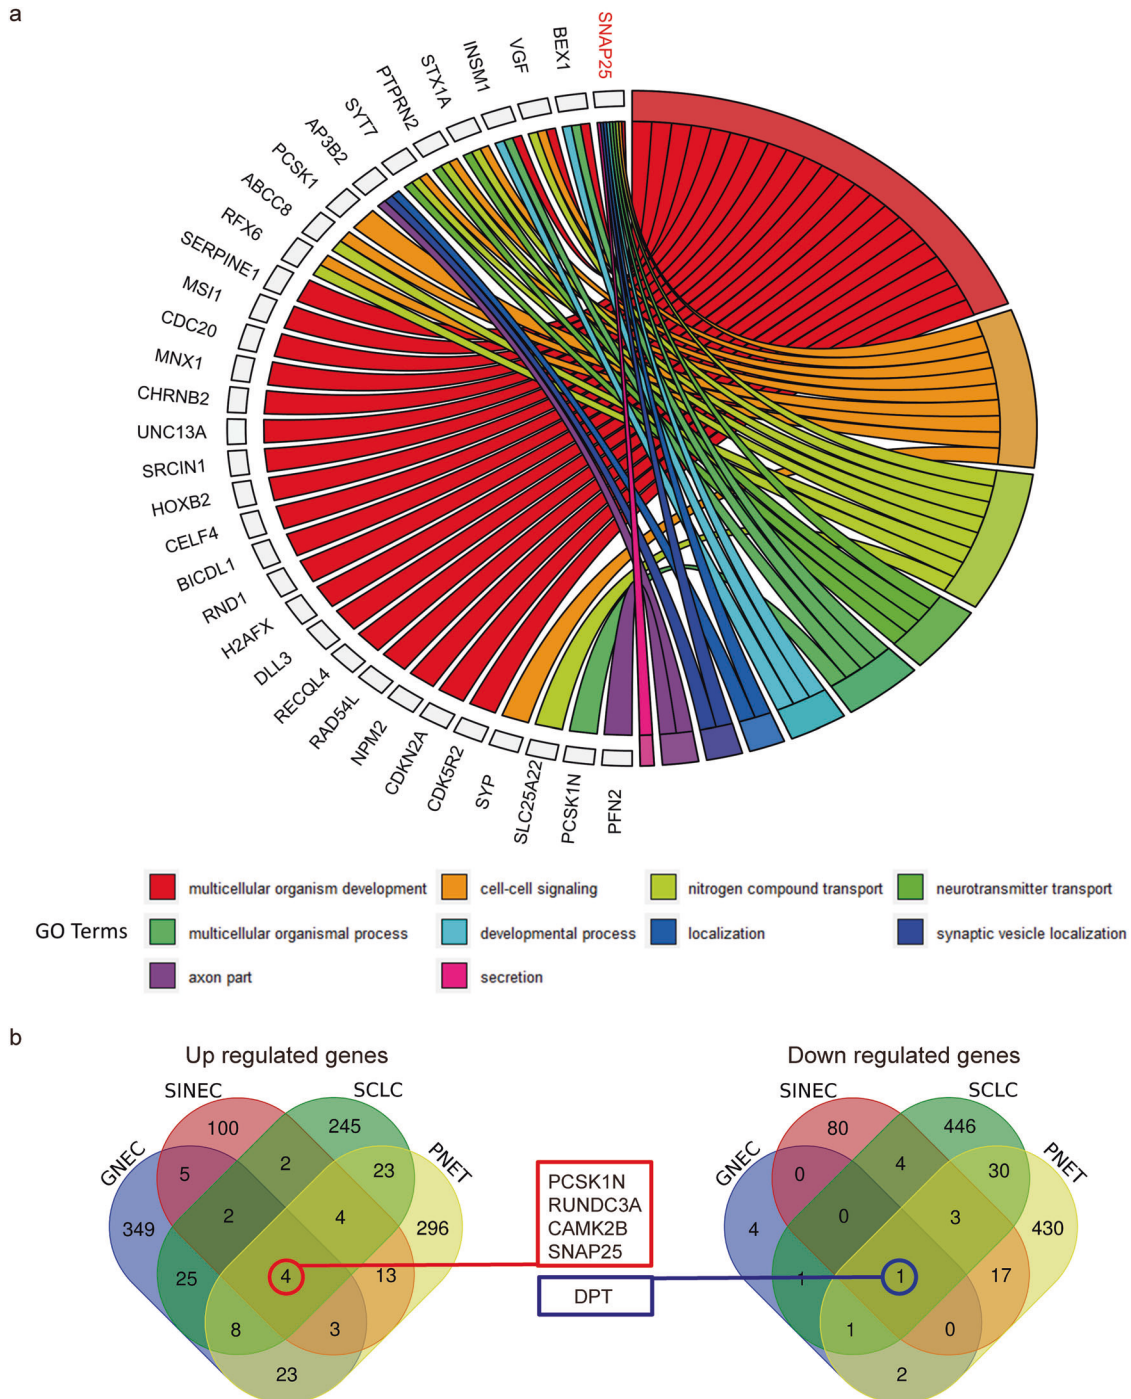 a
SNAP25
BEX1
VGF
INSM1
STX1A
PTPRN2
SYT7
AP3B2
PCSK1
ABCC8
RFX6
SERPINE1
MSI1
CDC20
MNX1
CHRNB2
UNC13A
SRCIN1
HOXB2
CELF4
BICDL1
RND1
H2AFX
DLL3
RECQL4
RAD54L
NPM2
CDKN2A
CDK5R2
SYP
SLC25A22
PCSK1N
PFN2
GO Terms
multicellular organism development
cell-cell signaling
nitrogen compound transport
neurotransmitter transport
multicellular organismal process
developmental process
localization
synaptic vesicle localization
axon part
secretion
b
Up regulated genes
SINEC
SCLC
GNEC
PNET
100
245
5
2
23
349
2
4
296
25
4
13
8
3
23
PCSK1N
RUNDC3A
CAMK2B
SNAP25
DPT
Down regulated genes
SINEC
SCLC
GNEC
PNET
80
446
0
4
30
4
0
3
430
1
1
17
1
0
2